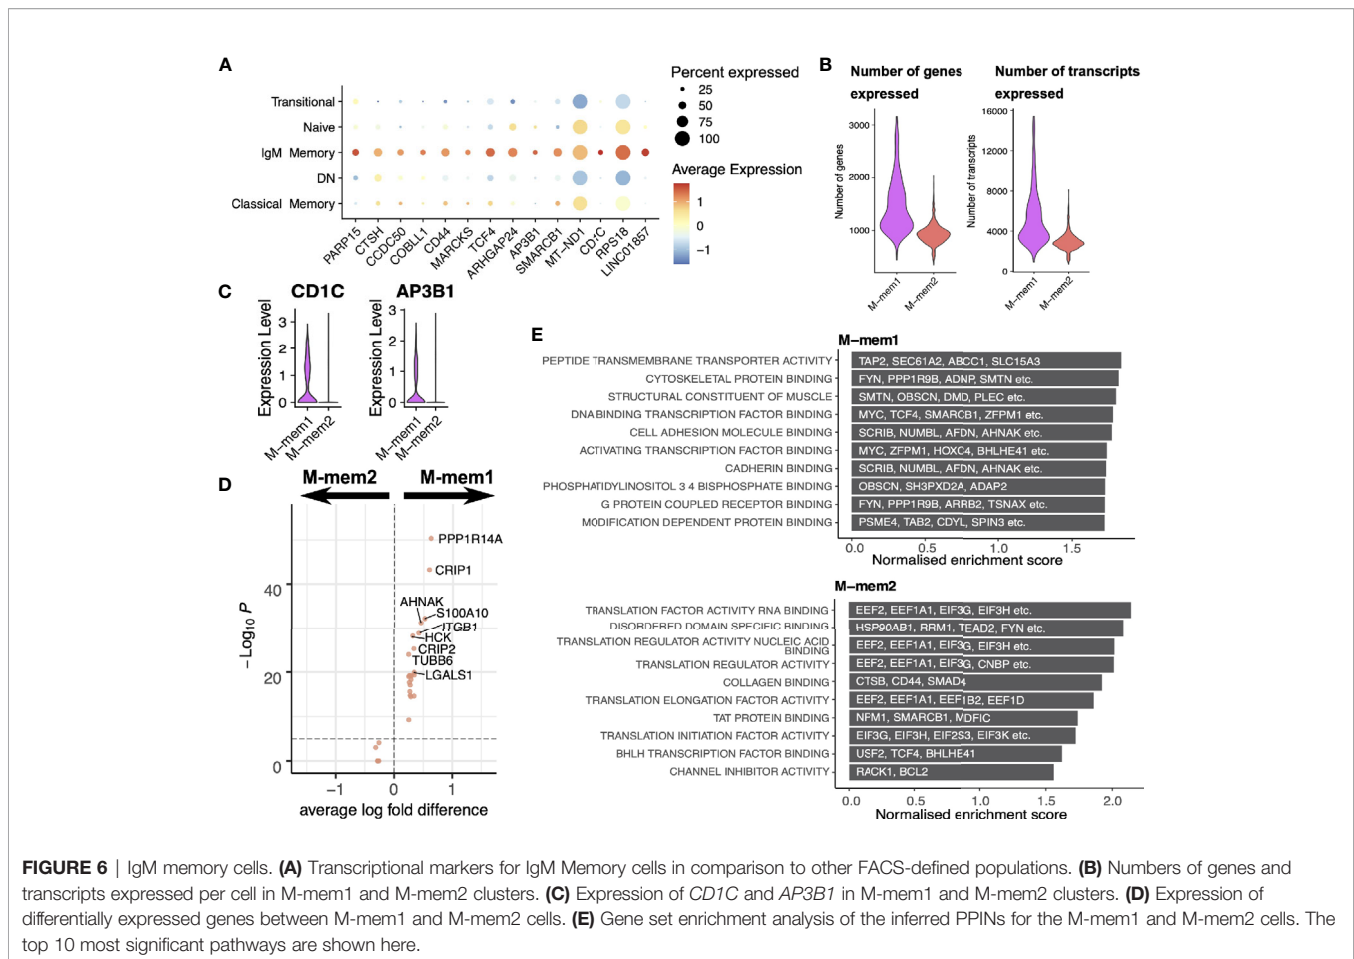 A
Percent expressed
25
50
75
100
Average Expression
1
0
−1
Transitional
Naive
IgM Memory
DN
Classical Memory
PARP15
CTSH
CCDC50
COBLL1
CD44
MARCKS
TCF4
ARHGAP24
AP3B1
SMARCB1
MT−ND1
CD1C
RPS18
LINC01857
B
Number of genes
expressed
Number of genes
3000
2000
1000
M−mem1
M−mem2
Number of transcripts
expressed
Number of transcripts
16000
12000
8000
4000
0
M−mem1
M−mem2
C
CD1C
Expression Level
3
2
1
0
M−mem1
M−mem2
AP3B1
Expression Level
3
2
1
0
M−mem1
M−mem2
D
M−mem2
M−mem1
PPP1R14A
CRIP1
AHNAK
S100A10
ITGB1
HCK
CRIP2
TUBB6
LGALS1
− Log10 P
40
20
0
−1
0
1
average log fold difference
E
M−mem1
PEPTIDE TRANSMEMBRANE TRANSPORTER ACTIVITY TAP2, SEC61A2, ABCC1, SLC15A3
CYTOSKELETAL PROTEIN BINDING FYN, PPP1R9B, ADNP, SMTN etc.
STRUCTURAL CONSTITUENT OF MUSCLE SMTN, OBSCN, DMD, PLEC etc.
DNABINDING TRANSCRIPTION FACTOR BINDING MYC, TCF4, SMARCB1, ZFPM1 etc.
CELL ADHESION MOLECULE BINDING SCRIB, NUMBL, AFDN, AHNAK etc.
ACTIVATING TRANSCRIPTION FACTOR BINDING MYC, ZFPM1, HOXC4, BHLHE41 etc.
CADHERIN BINDING SCRIB, NUMBL, AFDN, AHNAK etc.
PHOSPHATIDYLINOSITOL 3 4 BISPHOSPHATE BINDING OBSCN, SH3PXD2A, ADAP2
G PROTEIN COUPLED RECEPTOR BINDING FYN, PPP1R9B, ARRB2, TSNAX etc.
MODIFICATION DEPENDENT PROTEIN BINDING PSME4, TAB2, CDYL, SPIN3 etc.
0.0 0.5 1.0 1.5
Normalised enrichment score
M−mem2
TRANSLATION FACTOR ACTIVITY RNA BINDING EEF2, EEF1A1, EIF3G, EIF3H etc.
DISORDERED DOMAIN SPECIFIC BINDING HSP90AB1, RRM1, TEAD2, FYN etc.
TRANSLATION REGULATOR ACTIVITY NUCLEIC ACID
BINDING EEF2, EEF1A1, EIF3G, EIF3H etc.
TRANSLATION REGULATOR ACTIVITY EEF2, EEF1A1, EIF3G, CNBP etc.
COLLAGEN BINDING CTSB, CD44, SMAD4
TRANSLATION ELONGATION FACTOR ACTIVITY EEF2, EEF1A1, EEF1B2, EEF1D
TAT PROTEIN BINDING NFM1, SMARCB1, MDFIC
TRANSLATION INITIATION FACTOR ACTIVITY EIF3G, EIF3H, EIF2S3, EIF3K etc.
BHLH TRANSCRIPTION FACTOR BINDING USF2, TCF4, BHLHE41
CHANNEL INHIBITOR ACTIVITY RACK1, BCL2
0.0 0.5 1.0 1.5 2.0
Normalised enrichment score
FIGURE 6 | IgM memory cells. (A) Transcriptional markers for IgM Memory cells in comparison to other FACS-defined populations. (B) Numbers of genes and
transcripts expressed per cell in M-mem1 and M-mem2 clusters. (C) Expression of CD1C and AP3B1 in M-mem1 and M-mem2 clusters. (D) Expression of
differentially expressed genes between M-mem1 and M-mem2 cells. (E) Gene set enrichment analysis of the inferred PPINs for the M-mem1 and M-mem2 cells. The
top 10 most significant pathways are shown here.